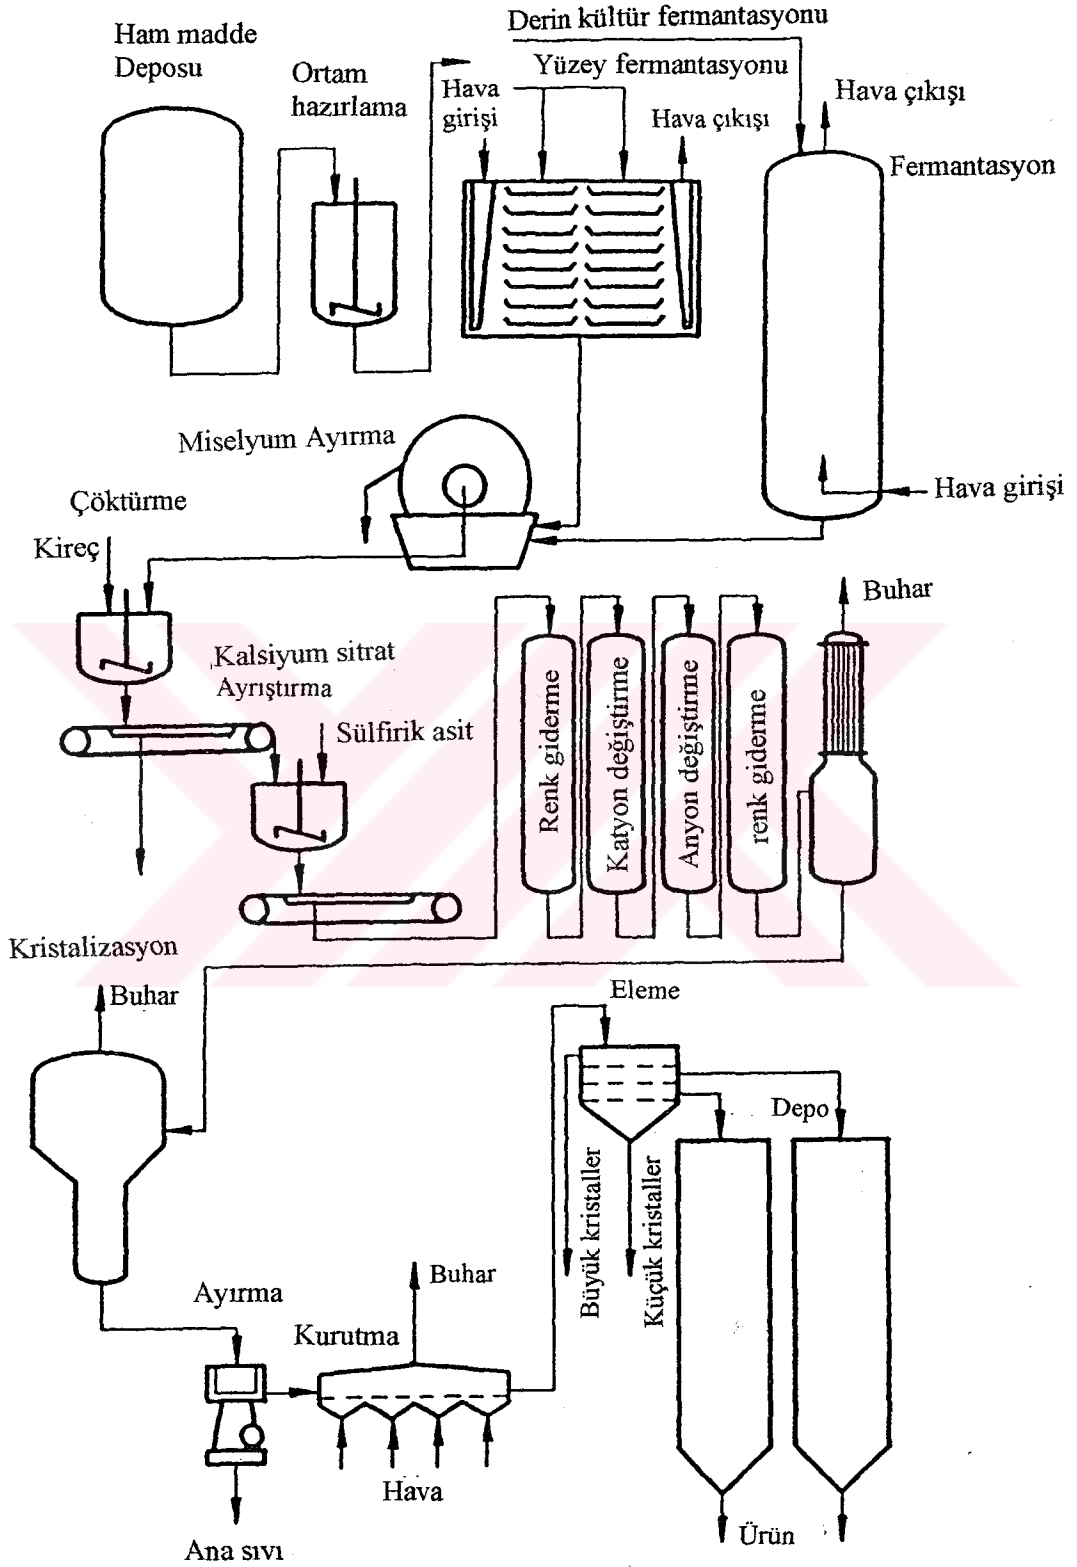 Derin kültür fermantasyonu
Ham madde
Deposu
Ortam
hazırlama
Yüzey fermantasyonu
Hava
girişi
Hava çıkışı
Hava çıkışı
Fermantasyon
Miselyum Ayırma
Hava girişi
Çöktürme
Kireç
Buhar
Kalsiyum sitrat
Ayrıştırma
Sülfirik asit
Renk giderme
Katyon değiştirme
Anyon değiştirme
renk giderme
Kristalizasyon
Buhar
Eleme
Depo
Büyük kristaller
Küçük kristaller
Ayırma
Buhar
Kurutma
Hava
Ürün
Ana sıvı